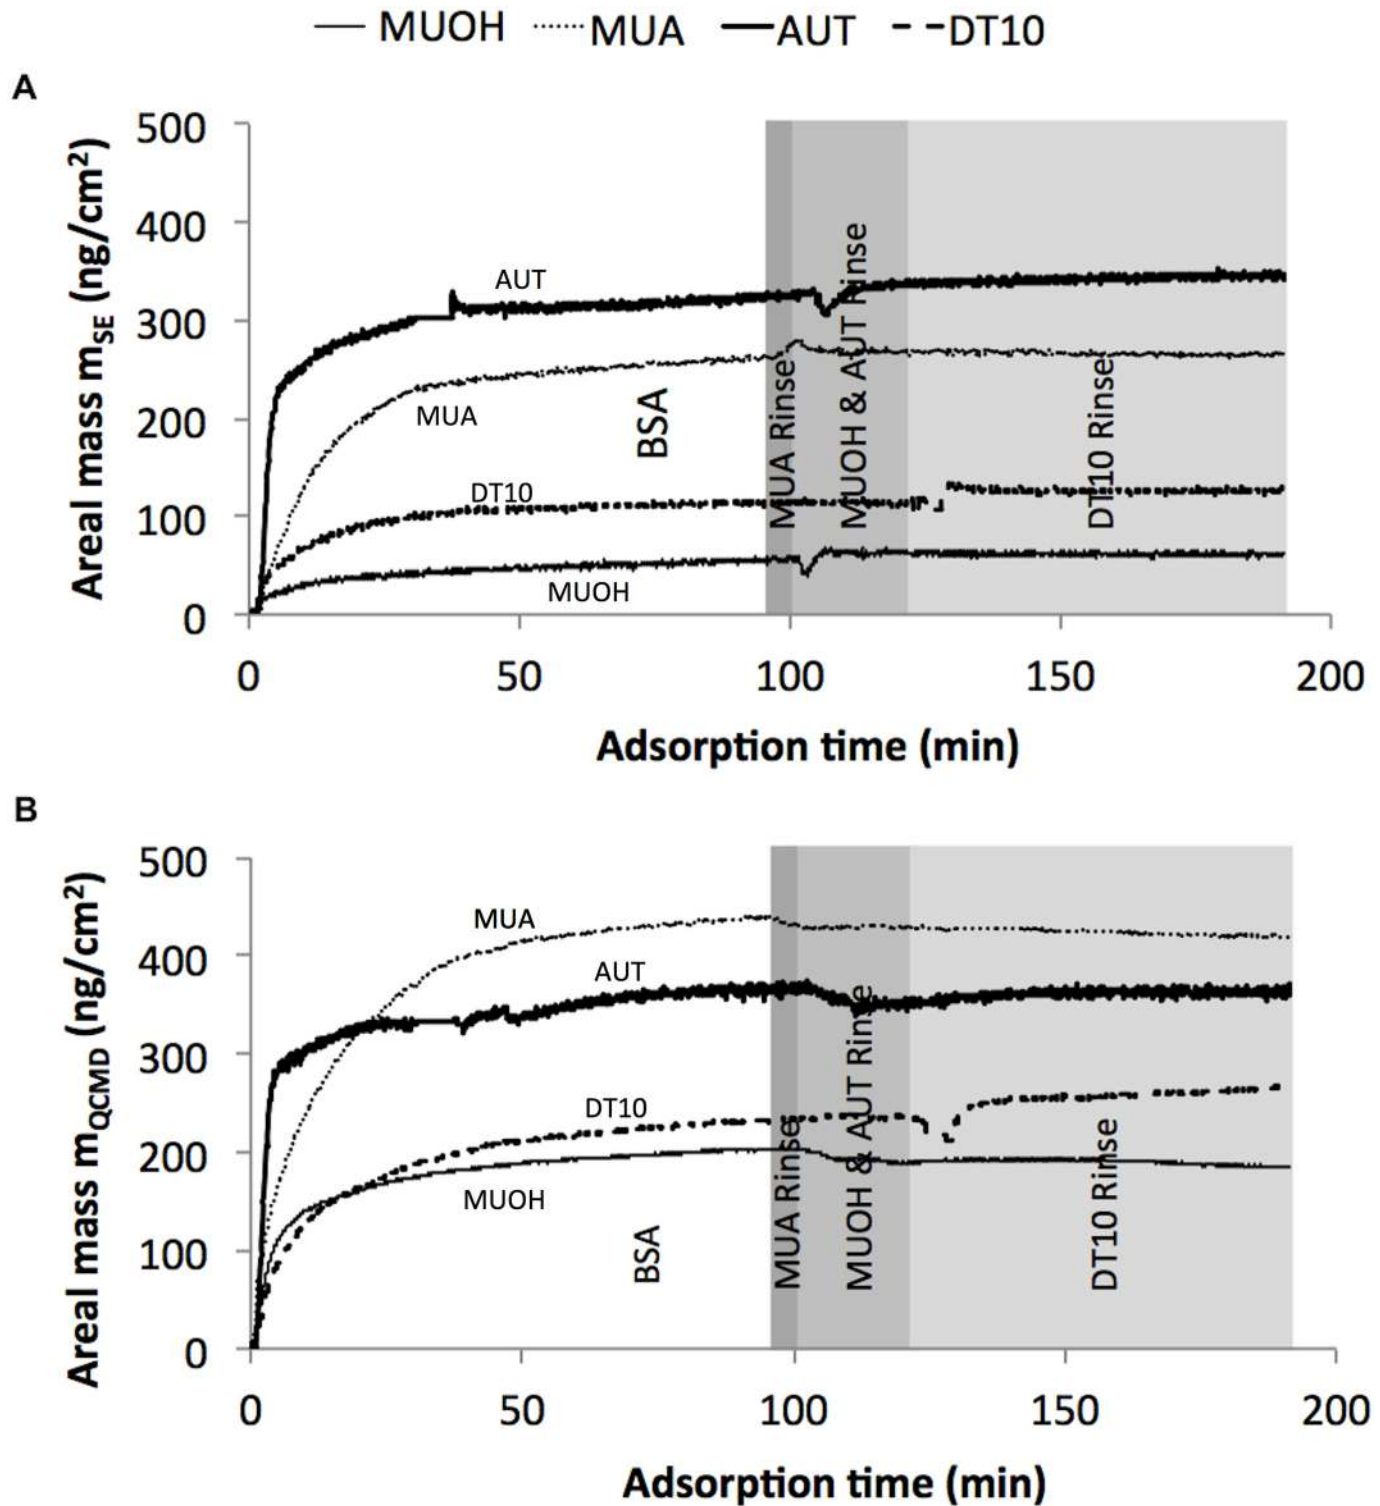 MUOH MUA AUT DT10
A
Areal mass mSE (ng/cm²)
500
400
300
200
100
0
AUT
MUA
DT10
MUOH
BSA
MUA Rinse
MUOH & AUT Rinse
DT10 Rinse
0 50 100 150 200
Adsorption time (min)
B
Areal mass mQCMD (ng/cm²)
500
400
300
200
100
0
MUA
AUT
DT10
MUOH
BSA
MUA Rinse
MUOH & AUT Rinse
DT10 Rinse
0 50 100 150 200
Adsorption time (min)